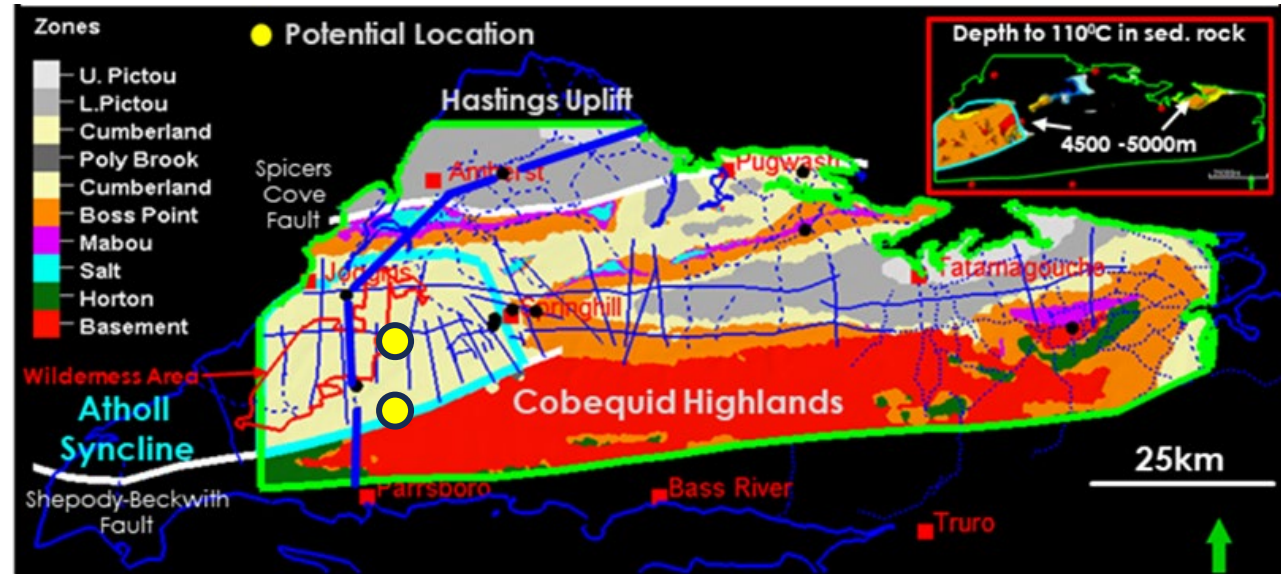 Zones
Potential Location
U. Pictou
L.Pictou
Cumberland
Poly Brook
Cumberland
Boss Point
Mabou
Salt
Horton
Basement
Hastings Uplift
Spicers
Cove
Fault
Amherst
Pugwash
Joggins
Springhill
Tatamagouche
Wilderness Area
Atholl
Syncline
Cobequid Highlands
Shepody-Beckwith
Fault
Parrsboro
Bass River
Truro
25km
Depth to 110⁰C in sed. rock
4500 -5000m